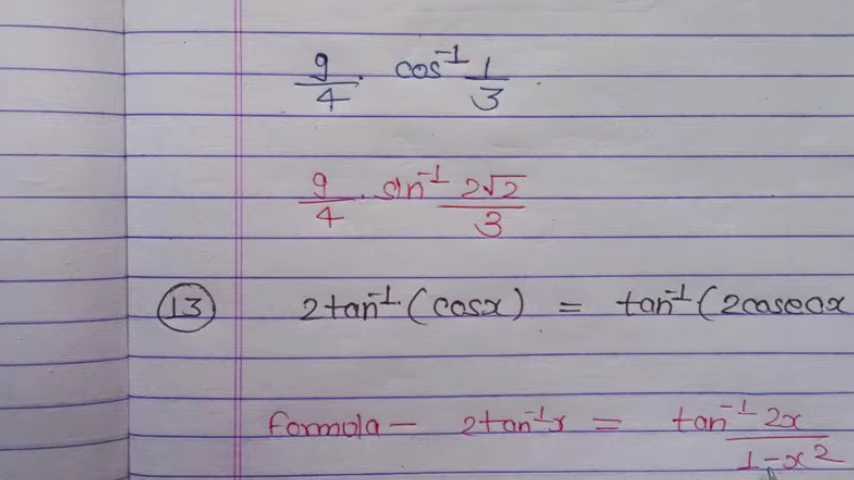 9/4 . cos⁻¹ 1/3
9/4 . sin⁻¹ 2√2/3
13 2tan⁻¹ (cosx) = tan⁻¹ (2cosecx
formola - 2tan⁻¹x = tan⁻¹ 2x/1-x²